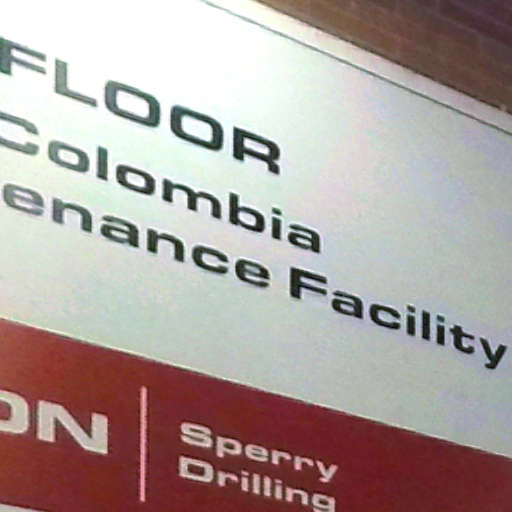 FLOOR
Colombia
enance Facility
ON
Sperry
Drilling